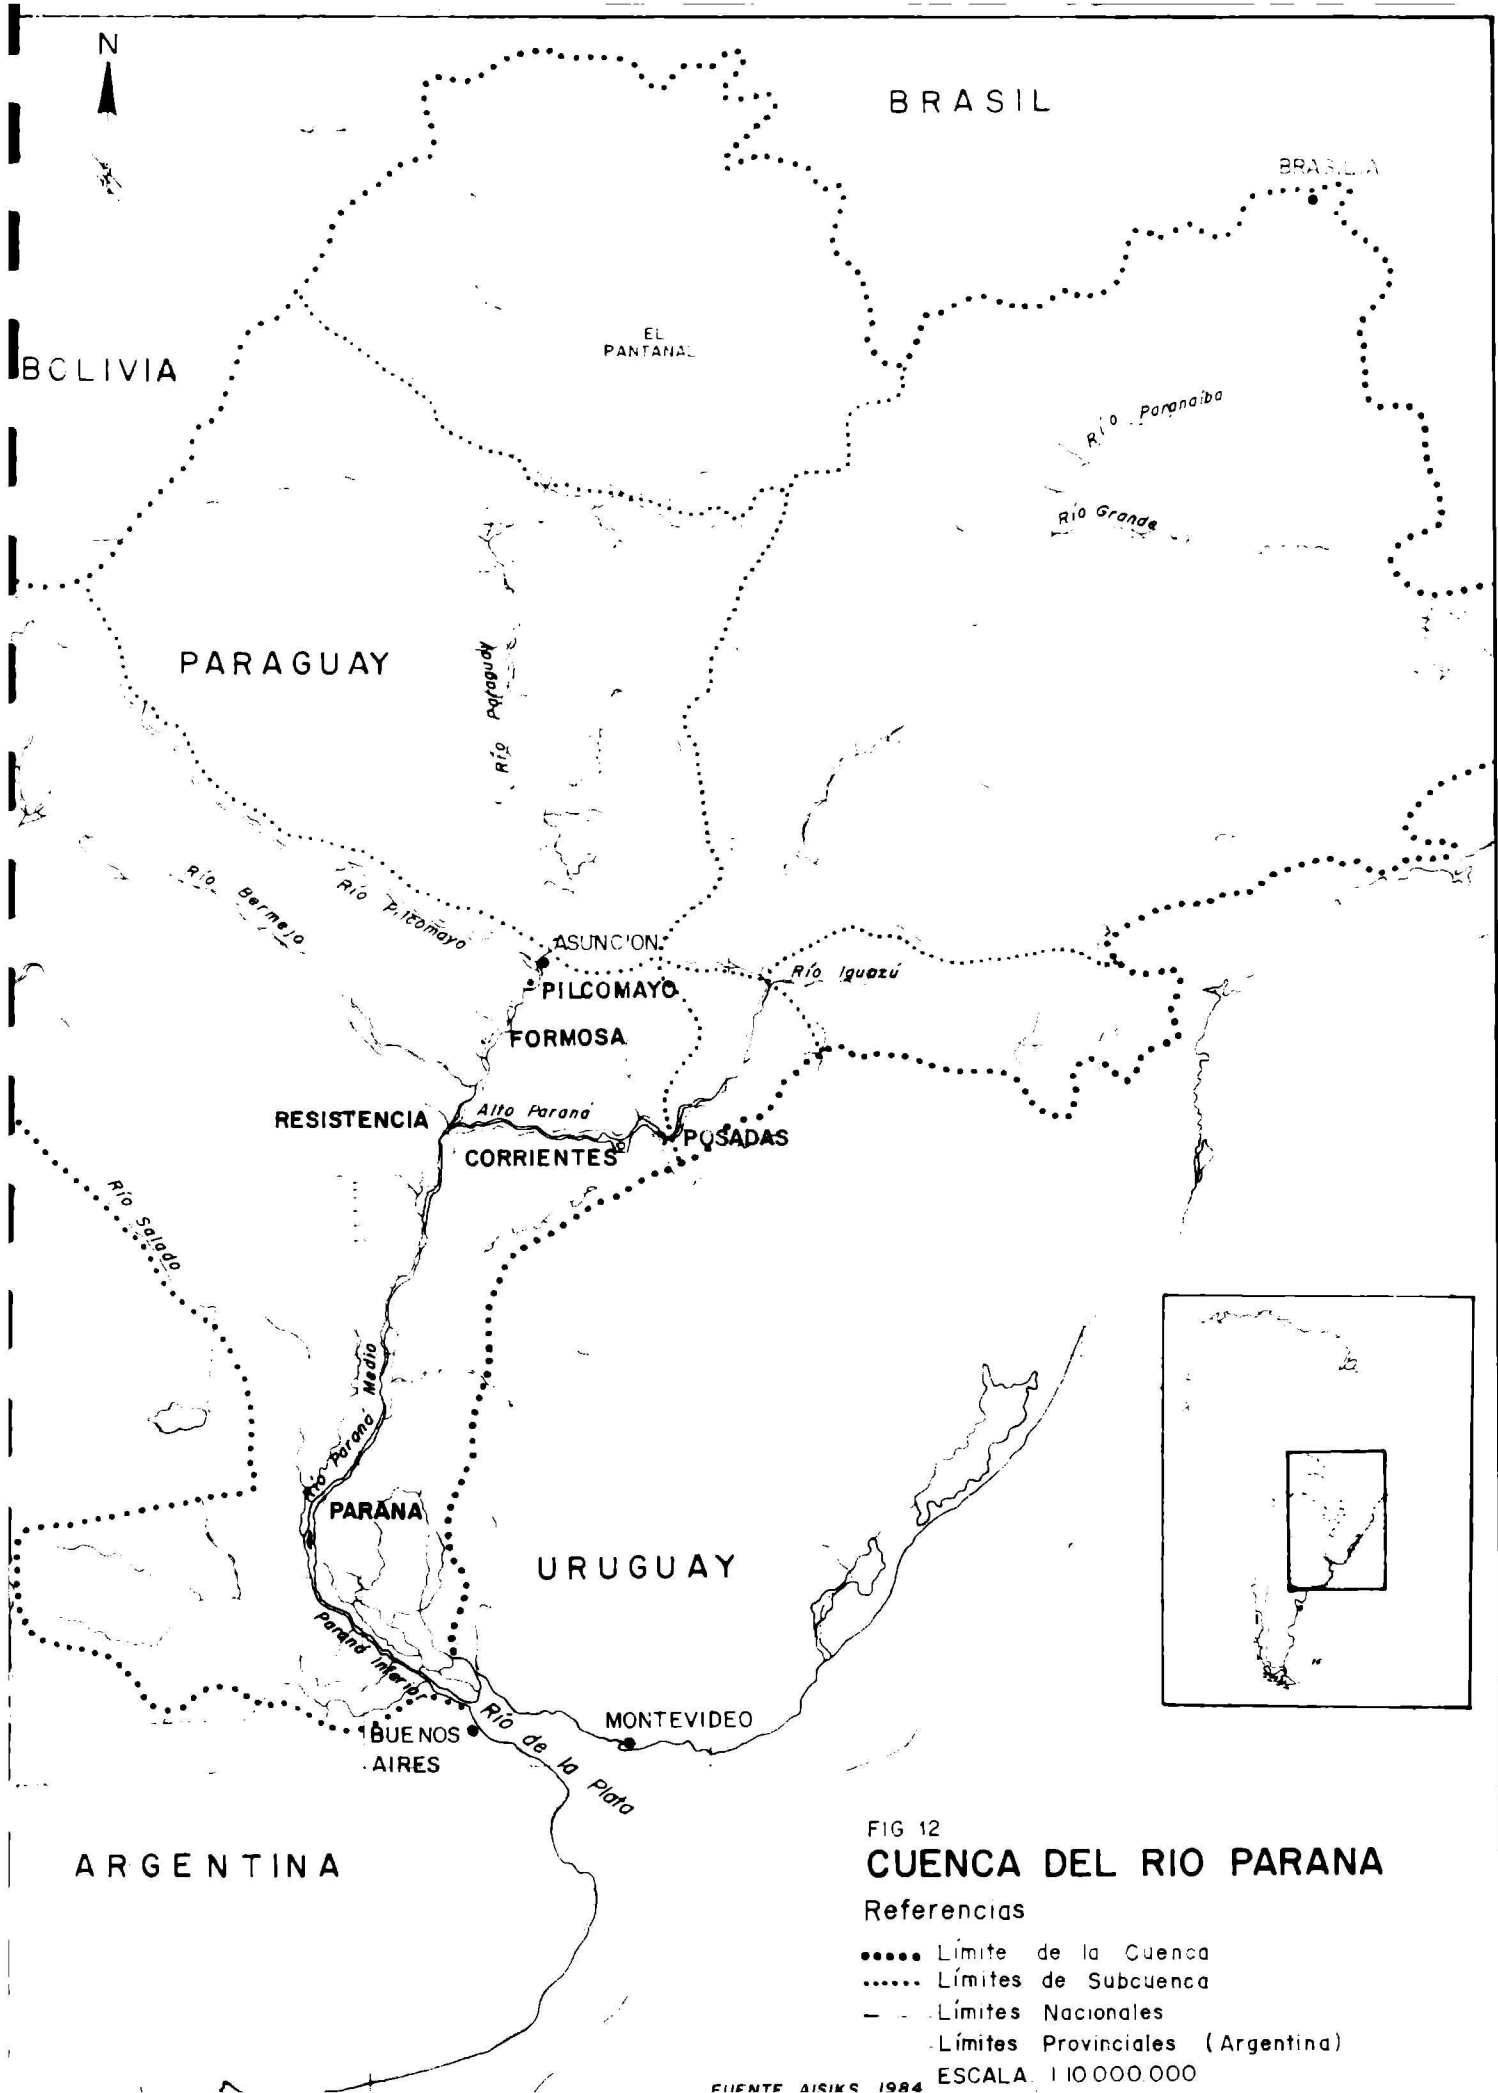 N
BRASIL
BRASILIA
EL
PANTANAL
BOLIVIA
Río Paranaíba
Río Grande
PARAGUAY
Río Paraguay
Río Bermejo
Río Pilcomayo
ASUNCION
Río Iguazú
PILCOMAYO
FORMOSA
RESISTENCIA
Alto Paraná
POSADAS
CORRIENTES
Río Salado
Río Paraná Medio
PARANA
URUGUAY
Paraná Inferior
Río de la Plata
MONTEVIDEO
BUENOS
AIRES
ARGENTINA
FIG 12
CUENCA DEL RIO PARANA
Referencias
Límite de la Cuenca
Límites de Subcuenca
Límites Nacionales
Límites Provinciales (Argentina)
ESCALA 1 10 000.000
FUENTE AISIKS 1984